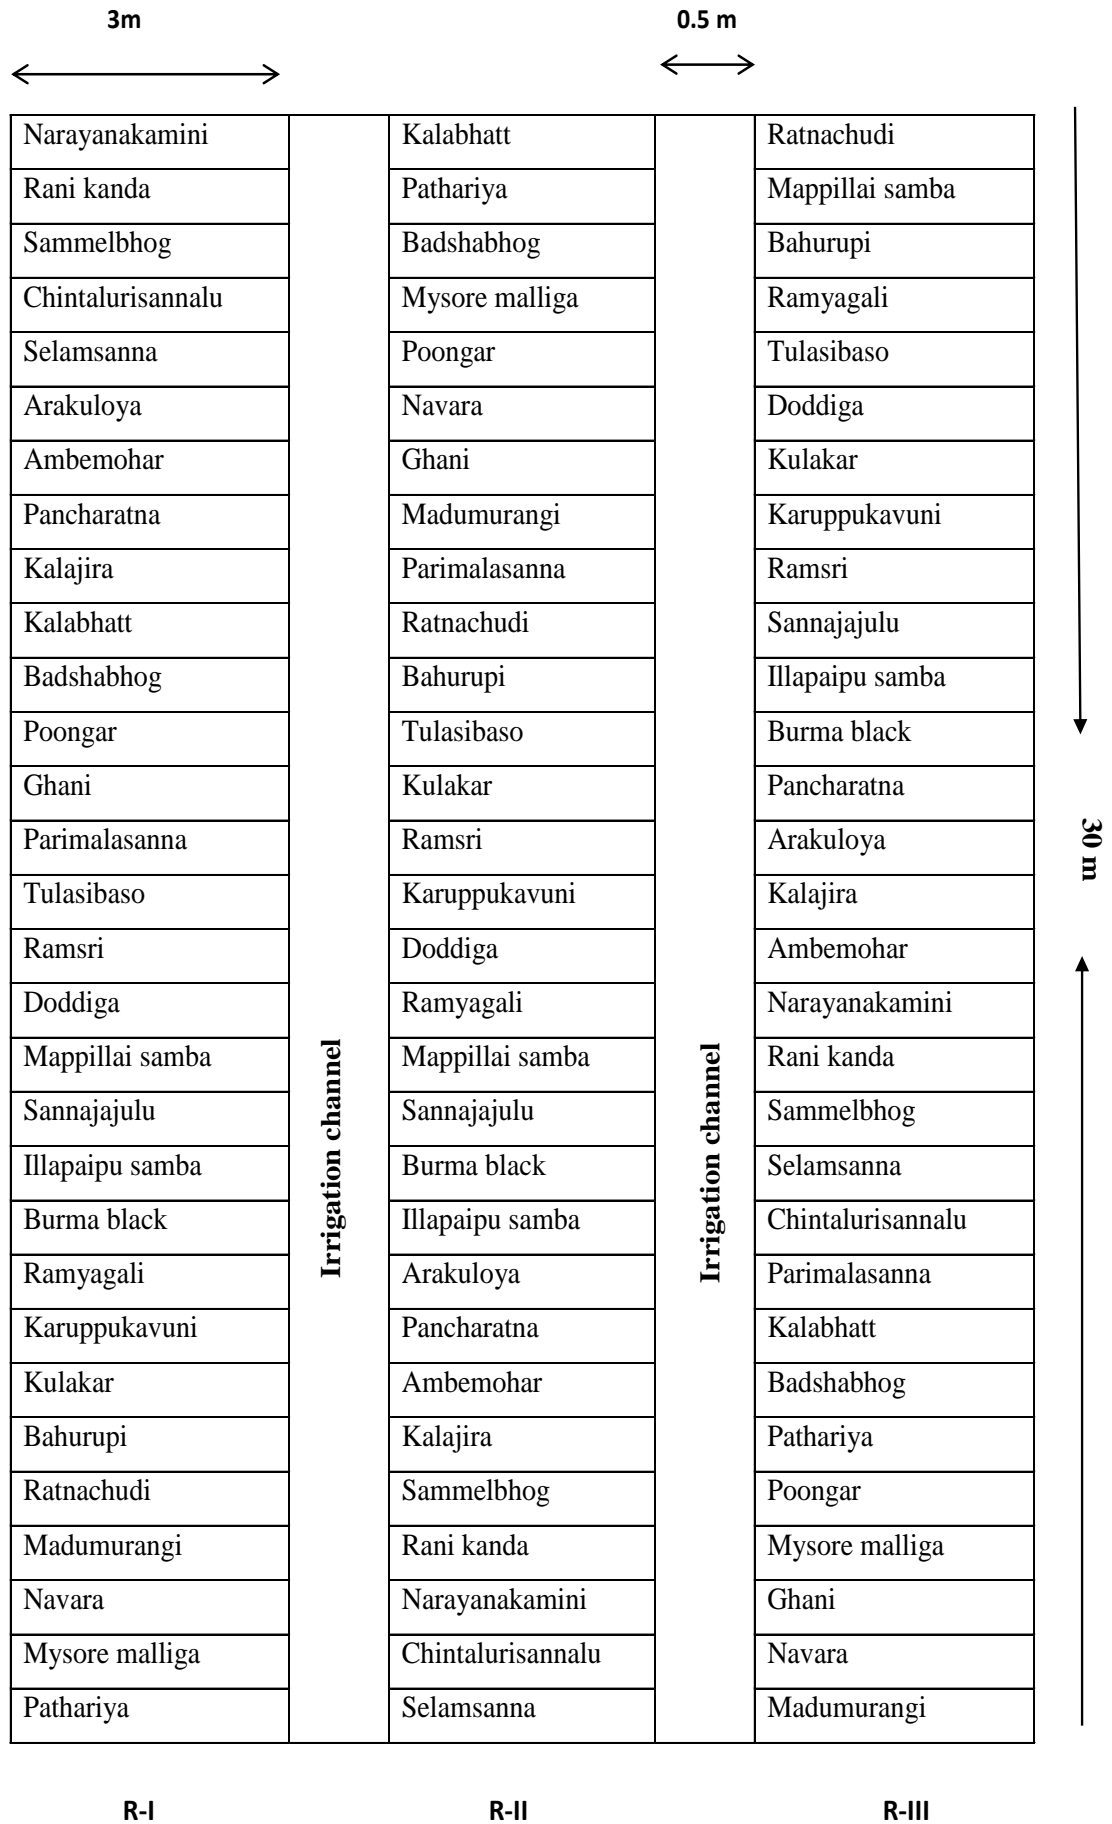 3m 0.5 m
Narayanakamini Kalabhatt Ratnachudi
Rani kanda Pathariya Mappillai samba
Sammelbhog Badshabhog Bahurupi
Chintalurisannalu Mysore malliga Ramyagali
Selamsanna Poongar Tulasibaso
Arakuloya Navara Doddiga
Ambemohar Ghani Kulakar
Pancharatna Madumurangi Karuppukavuni
Kalajira Parimalasanna Ramsri
Kalabhatt Ratnachudi Sannajajulu
Badshabhog Bahurupi Illapaipu samba
Poongar Tulasibaso Burma black
Ghani Kulakar Pancharatna
Parimalasanna Ramsri Arakuloya
Tulasibaso Karuppukavuni Kalajira
Ramsri Doddiga Ambemohar
Doddiga Ramyagali Narayanakamini
Mappillai samba Mappillai samba Rani kanda
Sannajajulu Sannajajulu Sammelbhog
Illapaipu samba Burma black Selamsanna
Burma black Illapaipu samba Chintalurisannalu
Ramyagali Arakuloya Parimalasanna
Karuppukavuni Pancharatna Kalabhatt
Kulakar Ambemohar Badshabhog
Bahurupi Kalajira Pathariya
Ratnachudi Sammelbhog Poongar
Madumurangi Rani kanda Mysore malliga
Navara Narayanakamini Ghani
Mysore malliga Chintalurisannalu Navara
Pathariya Selamsanna Madumurangi
Irrigation channel
Irrigation channel
30 m
R-I R-II R-III